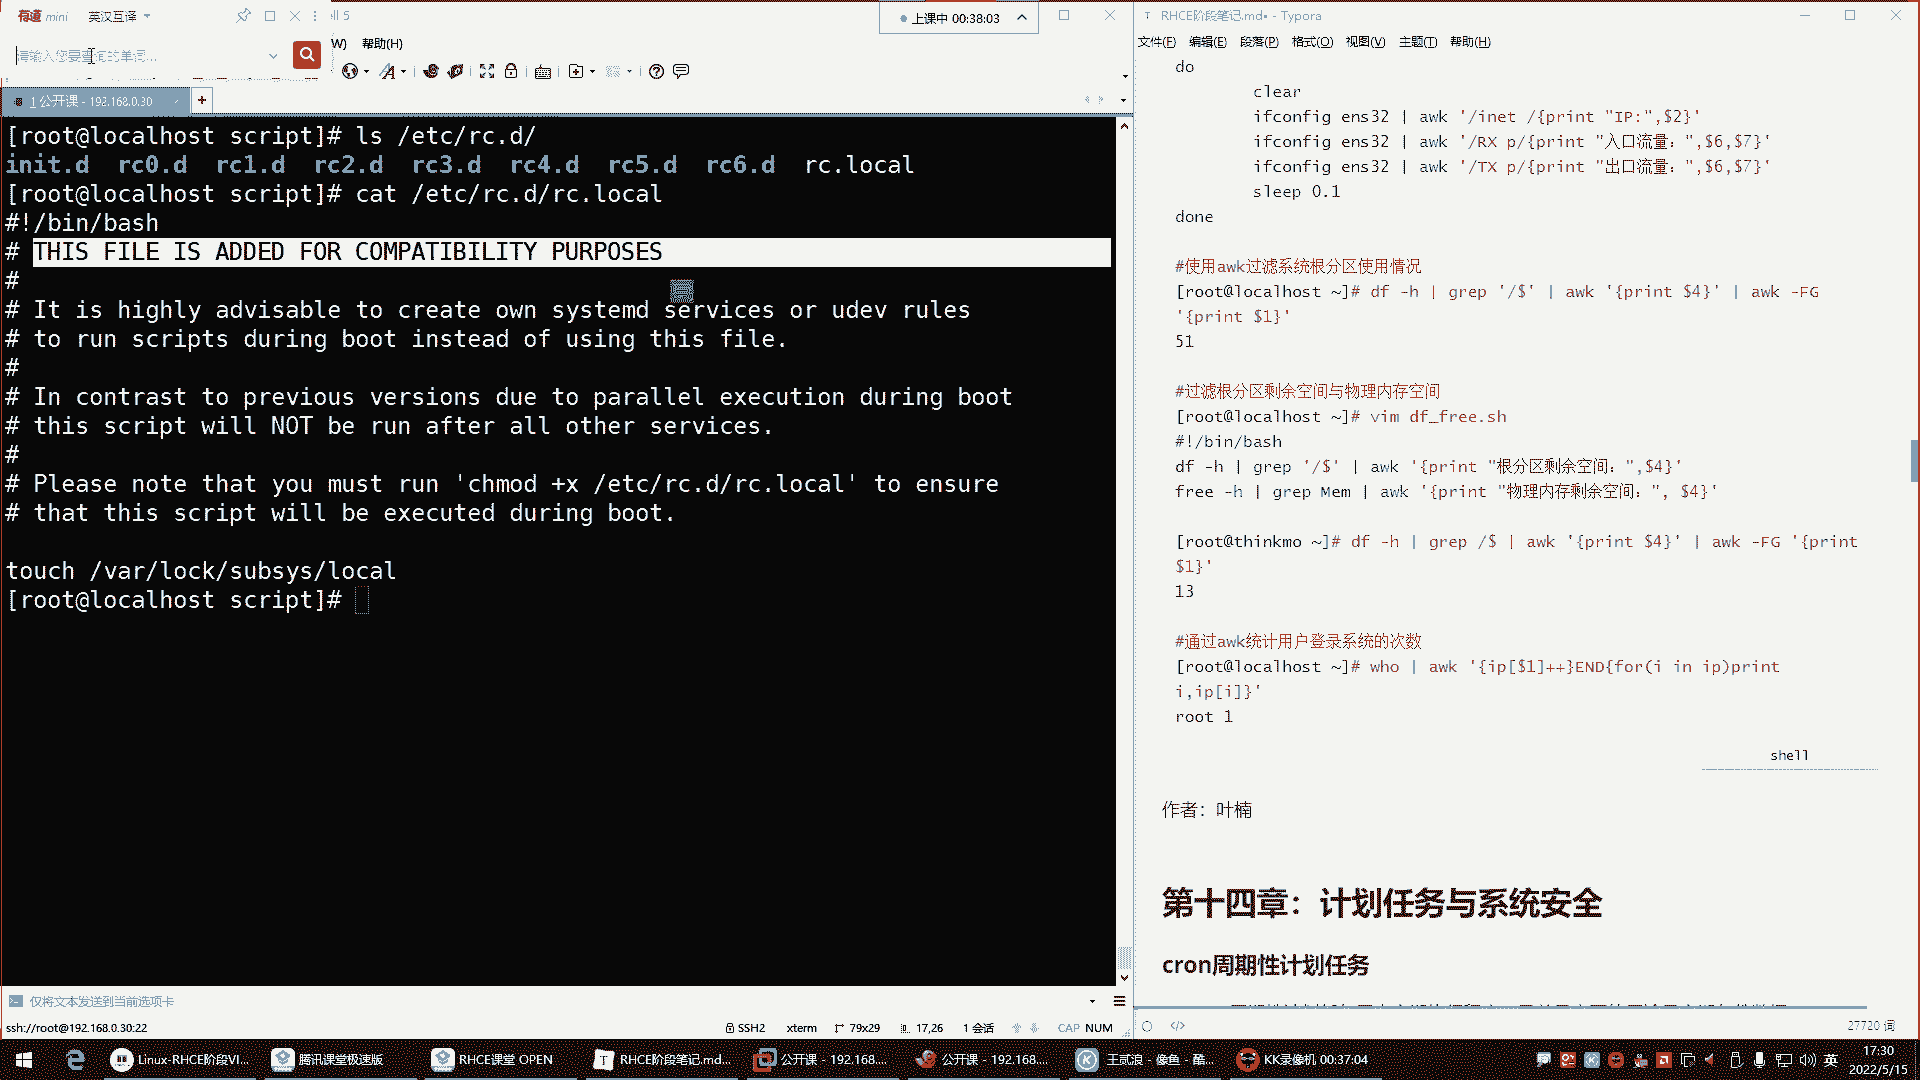 有道 mini 英汉互译
ell 5
请输入您要查询的单词...
W) 帮助(H)
上课中 00:38:03
1 公开课 - 192.168.0.30
[root@localhost script]# ls /etc/rc.d/
init.d rc0.d rc1.d rc2.d rc3.d rc4.d rc5.d rc6.d rc.local
[root@localhost script]# cat /etc/rc.d/rc.local
#!/bin/bash
# THIS FILE IS ADDED FOR COMPATIBILITY PURPOSES
#
# It is highly advisable to create own systemd services or udev rules
# to run scripts during boot instead of using this file.
#
# In contrast to previous versions due to parallel execution during boot
# this script will NOT be run after all other services.
#
# Please note that you must run 'chmod +x /etc/rc.d/rc.local' to ensure
# that this script will be executed during boot.
touch /var/lock/subsys/local
[root@localhost script]#
仅将文本发送到当前选项卡
ssh://root@192.168.0.30:22 SSH2 xterm 79x29 17,26 1 会话 CAP NUM
RHCE阶段笔记.md• - Typora
文件(F) 编辑(E) 段落(P) 格式(O) 视图(V) 主题(T) 帮助(H)
do
clear
ifconfig ens32 | awk '/inet /{print "IP:",$2}'
ifconfig ens32 | awk '/RX p/{print "入口流量：",$6,$7}'
ifconfig ens32 | awk '/TX p/{print "出口流量：",$6,$7}'
sleep 0.1
done
#使用awk过滤系统根分区使用情况
[root@localhost ~]# df -h | grep '/$' | awk '{print $4}' | awk -FG
'{print $1}'
51
#过滤根分区剩余空间与物理内存空间
[root@localhost ~]# vim df_free.sh
#!/bin/bash
df -h | grep '/$' | awk '{print "根分区剩余空间：",$4}'
free -h | grep Mem | awk '{print "物理内存剩余空间：", $4}'
[root@thinkmo ~]# df -h | grep /$ | awk '{print $4}' | awk -FG '{print
$1}'
13
#通过awk统计用户登录系统的次数
[root@localhost ~]# who | awk '{ip[$1]++}END{for(i in ip)print
i,ip[i]}'
root 1
shell
作者：叶楠
第十四章：计划任务与系统安全
cron周期性计划任务
27720 词
Linux-RHCE阶段VI... 腾讯课堂极速版 RHCE课堂 OPEN RHCE阶段笔记.md... 公开课 - 192.168.... 公开课 - 192.168.... 王贰浪 - 像鱼 - 酷... KK录像机 00:37:04
英
17:30
2022/5/15